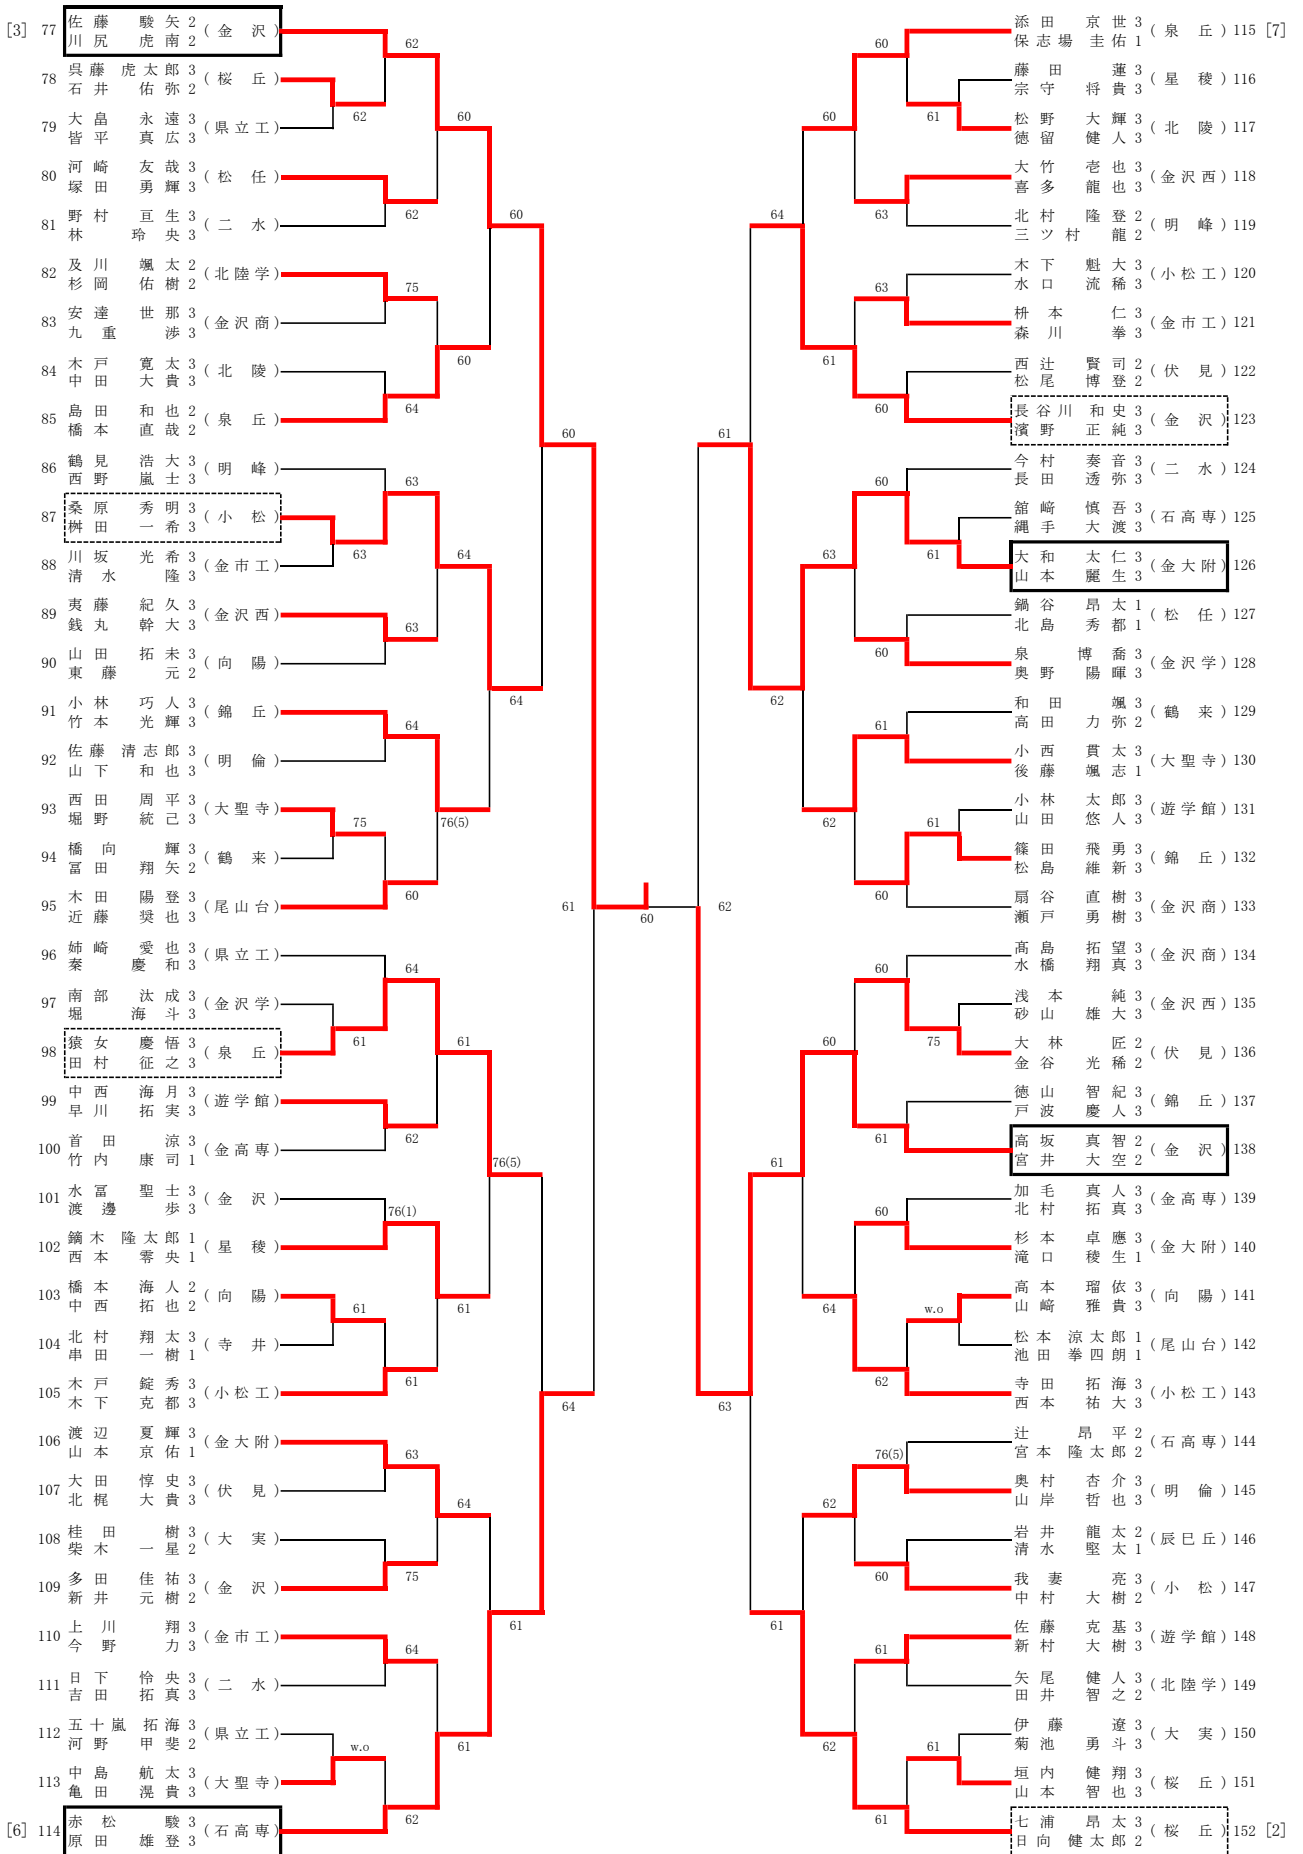 [3] 77 佐藤 駿矢 2 (金沢)
川尻 虎南 2
78 呉藤 虎太郎 3 (桜丘)
石井 佑弥 2
79 大畠 永遠 3 (県立工)
皆平 真広 3
80 河崎 友哉 3 (松任)
塚田 勇輝 3
81 野村 亘生 3 (二水)
林 玲央 3
82 及川 颯太 2 (北陸学)
杉岡 佑樹 2
83 安達 世那 3 (金沢商)
九重 渉 3
84 木戸 寛太 3 (北陵)
中田 大貴 3
85 島田 和也 2 (泉丘)
橋本 直哉 2
86 鶴見 浩大 3 (明峰)
西野 嵐士 3
87 桑原 秀明 3 (小松)
桝田 一希 3
88 川坂 光希 3 (金市工)
清水 隆 3
89 夷藤 紀久 3 (金沢西)
銭丸 幹大 3
90 山田 拓未 3 (向陽)
東藤 元 2
91 小林 巧人 3 (錦丘)
竹本 光輝 3
92 佐藤 清志郎 3 (明倫)
山下 和也 3
93 西田 周平 3 (大聖寺)
堀野 統己 3
94 橋向 輝 3 (鶴来)
冨田 翔矢 2
95 木田 陽登 3 (尾山台)
近藤 奨也 3
96 姉崎 愛也 3 (県立工)
秦 慶和 3
97 南部 汰成 3 (金沢学)
堀 海斗 3
98 猿女 慶悟 3 (泉丘)
田村 征之 3
99 中西 海月 3 (遊学館)
早川 拓実 3
100 首田 涼 3 (金高専)
竹内 康司 1
101 水冨 聖士 3 (金沢)
渡邊 歩 3
102 鏑木 隆太郎 1 (星稜)
西本 零央 1
103 橋本 海人 2 (向陽)
中西 拓也 2
104 北村 翔太 3 (寺井)
串田 一樹 1
105 木戸 錠秀 3 (小松工)
木下 克都 3
106 渡辺 夏輝 3 (金大附)
山本 京佑 1
107 大田 惇史 3 (伏見)
北梶 大貴 3
108 桂田 樹 3 (大実)
柴木 一星 2
109 多田 佳祐 3 (金沢)
新井 元樹 2
110 上川 翔 3 (金市工)
今野 力 3
111 日下 怜央 3 (二水)
吉田 拓真 3
112 五十嵐 拓海 3 (県立工)
河野 甲斐 2
113 中島 航太 3 (大聖寺)
亀田 滉貴 3
[6] 114 赤松 駿 3 (石高専)
原田 雄登 3
62
62
60
62
60
75
60
64
60
63
63
64
63
64
64
76(5)
75
60
61
64
61
61
62
76(5)
76(1)
61
61
61
64
63
64
75
61
64
61
w.o
62
60
62
60
60
61
63
64
63
61
60
61
60
61
63
60
62
61
62
61
60
60
75
60
61
61
60
64
w.o
62
63
76(5)
62
60
61
61
62
61
61
添田 京世 3 (泉丘) 115 [7]
保志場 圭佑 1
藤田 蓮 3 (星稜) 116
宗守 将貴 3
松野 大輝 3 (北陵) 117
徳留 健人 3
大竹 壱也 3 (金沢西) 118
喜多 龍也 3
北村 隆登 2 (明峰) 119
三ツ村 龍 2
木下 魁大 3 (小松工) 120
水口 流稀 3
枡本 仁 3 (金市工) 121
森川 奉 3
西辻 賢司 2 (伏見) 122
松尾 博登 2
長谷川 和史 3 (金沢) 123
濱野 正純 3
今村 奏音 3 (二水) 124
長田 透弥 3
舘崎 慎吾 3 (石高専) 125
縄手 大渡 3
大和 太仁 3 (金大附) 126
山本 麗生 3
鍋谷 昂太 1 (松任) 127
北島 秀都 1
泉 博喬 3 (金沢学) 128
奥野 陽暉 3
和田 颯 3 (鶴来) 129
高田 力弥 2
小西 貫太 3 (大聖寺) 130
後藤 颯志 1
小林 太郎 3 (遊学館) 131
山田 悠人 3
篠田 飛勇 3 (錦丘) 132
松島 維新 3
扇谷 直樹 3 (金沢商) 133
瀬戸 勇樹 3
髙島 拓望 3 (金沢商) 134
水橋 翔真 3
浅本 純 3 (金沢西) 135
砂山 雄大 3
大林 匠 2 (伏見) 136
金谷 光稀 2
徳山 智紀 3 (錦丘) 137
戸波 慶人 3
高坂 真智 2 (金沢) 138
宮井 大空 2
加毛 真人 3 (金高専) 139
北村 拓真 3
杉本 卓應 3 (金大附) 140
滝口 稜生 1
高本 瑠依 3 (向陽) 141
山﨑 雅貴 3
松本 涼太郎 1 (尾山台) 142
池田 拳四朗 1
寺田 拓海 3 (小松工) 143
西本 祐大 3
辻 昂平 2 (石高専) 144
宮本 隆太郎 2
奥村 杏介 3 (明倫) 145
山岸 哲也 3
岩井 龍太 2 (辰巳丘) 146
清水 堅太 1
我妻 亮 3 (小松) 147
中村 大樹 2
佐藤 克基 3 (遊学館) 148
新村 大樹 3
矢尾 健人 3 (北陸学) 149
田井 智之 2
伊藤 遼 3 (大実) 150
菊池 勇斗 3
垣内 健翔 3 (桜丘) 151
山本 智也 3
七浦 昂太 3 (桜丘) 152 [2]
日向 健太郎 2